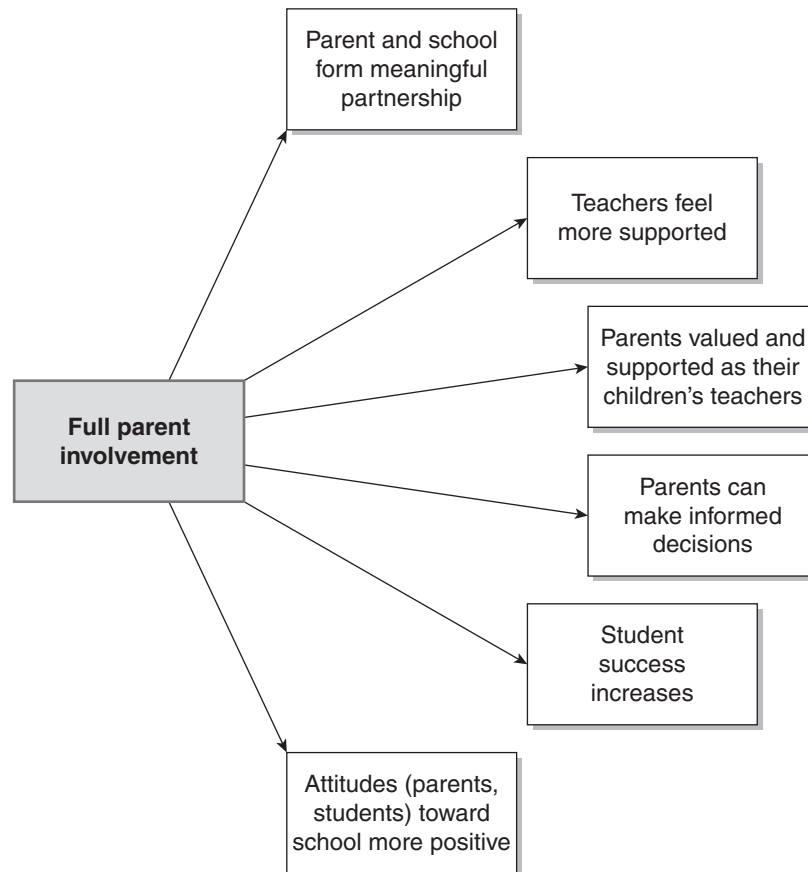 Parent and school
form meaningful
partnership
Teachers feel
more supported
Parents valued and
supported as their
children’s teachers
Full parent
involvement
Parents can
make informed
decisions
Student
success
increases
Attitudes (parents,
students) toward
school more positive